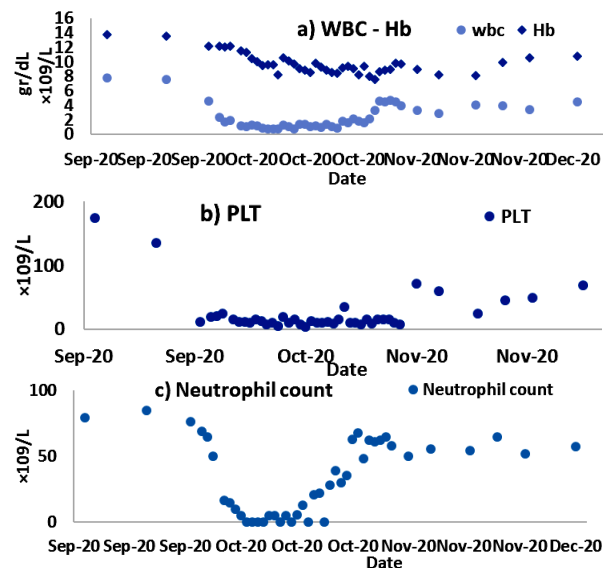 a) WBC - Hb
wbc
Hb
gr/dL
×109/L
16
14
12
10
8
6
4
2
0
Sep-20 Sep-20 Sep-20 Oct-20 Oct-20 Oct-20 Nov-20 Nov-20 Nov-20 Dec-20
Date
b) PLT
PLT
×109/L
200
100
0
Sep-20 Sep-20 Oct-20 Nov-20 Nov-20
Date
c) Neutrophil count
Neutrophil count
×109/L
100
50
0
Sep-20 Sep-20 Sep-20 Oct-20 Oct-20 Oct-20 Nov-20 Nov-20 Nov-20 Dec-20
Date